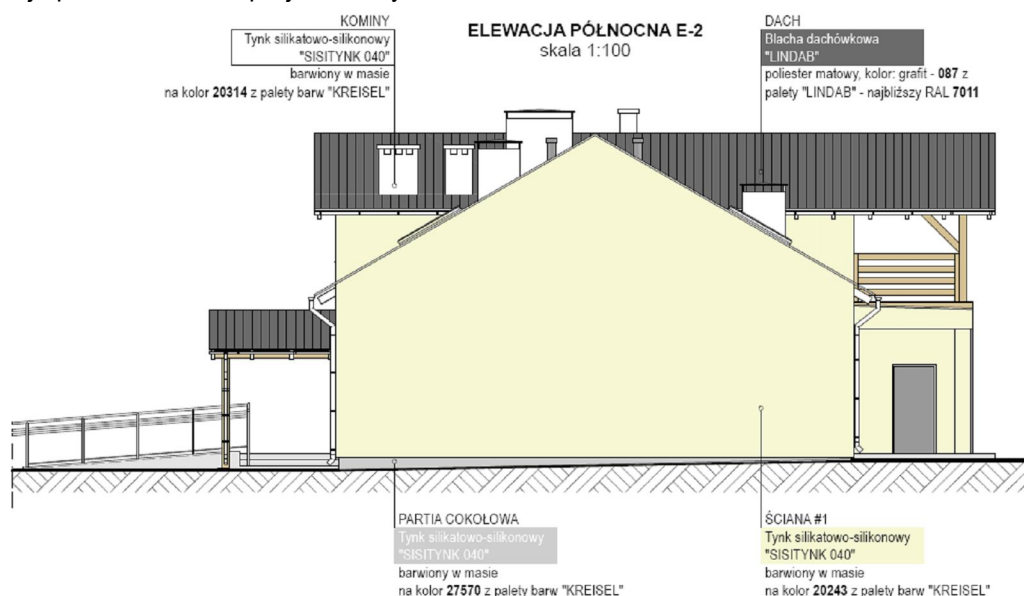 KOMINY
Tynk silikatowo-silikonowy
"SISITYNK 040"
barwiony w masie
na kolor 20314 z palety barw "KREISEL"
ELEWACJA PÓŁNOCNA E-2
skala 1:100
DACH
Blacha dachówkowa
"LINDAB"
poliester matowy, kolor: grafit - 087 z
palety "LINDAB" - najbliższy RAL 7011
PARTIA COKOŁOWA
Tynk silikatowo-silikonowy
"SISITYNK 040"
barwiony w masie
na kolor 27570 z palety barw "KREISEL"
ŚCIANA #1
Tynk silikatowo-silikonowy
"SISITYNK 040"
barwiony w masie
na kolor 20243 z palety barw "KREISEL"